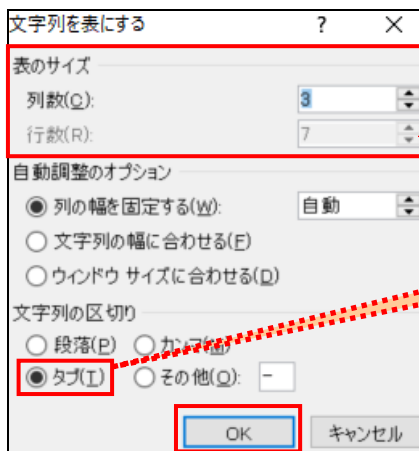 文字列を表にする ? ×
表のサイズ
列数(C): 3
行数(R): 7
自動調整のオプション
列の幅を固定する(W): 自動
文字列の幅に合わせる(F)
ウィンドウ サイズに合わせる(D)
文字列の区切り
段落(P) カンマ(M)
タブ(T) その他(O): -
OK キャンセル